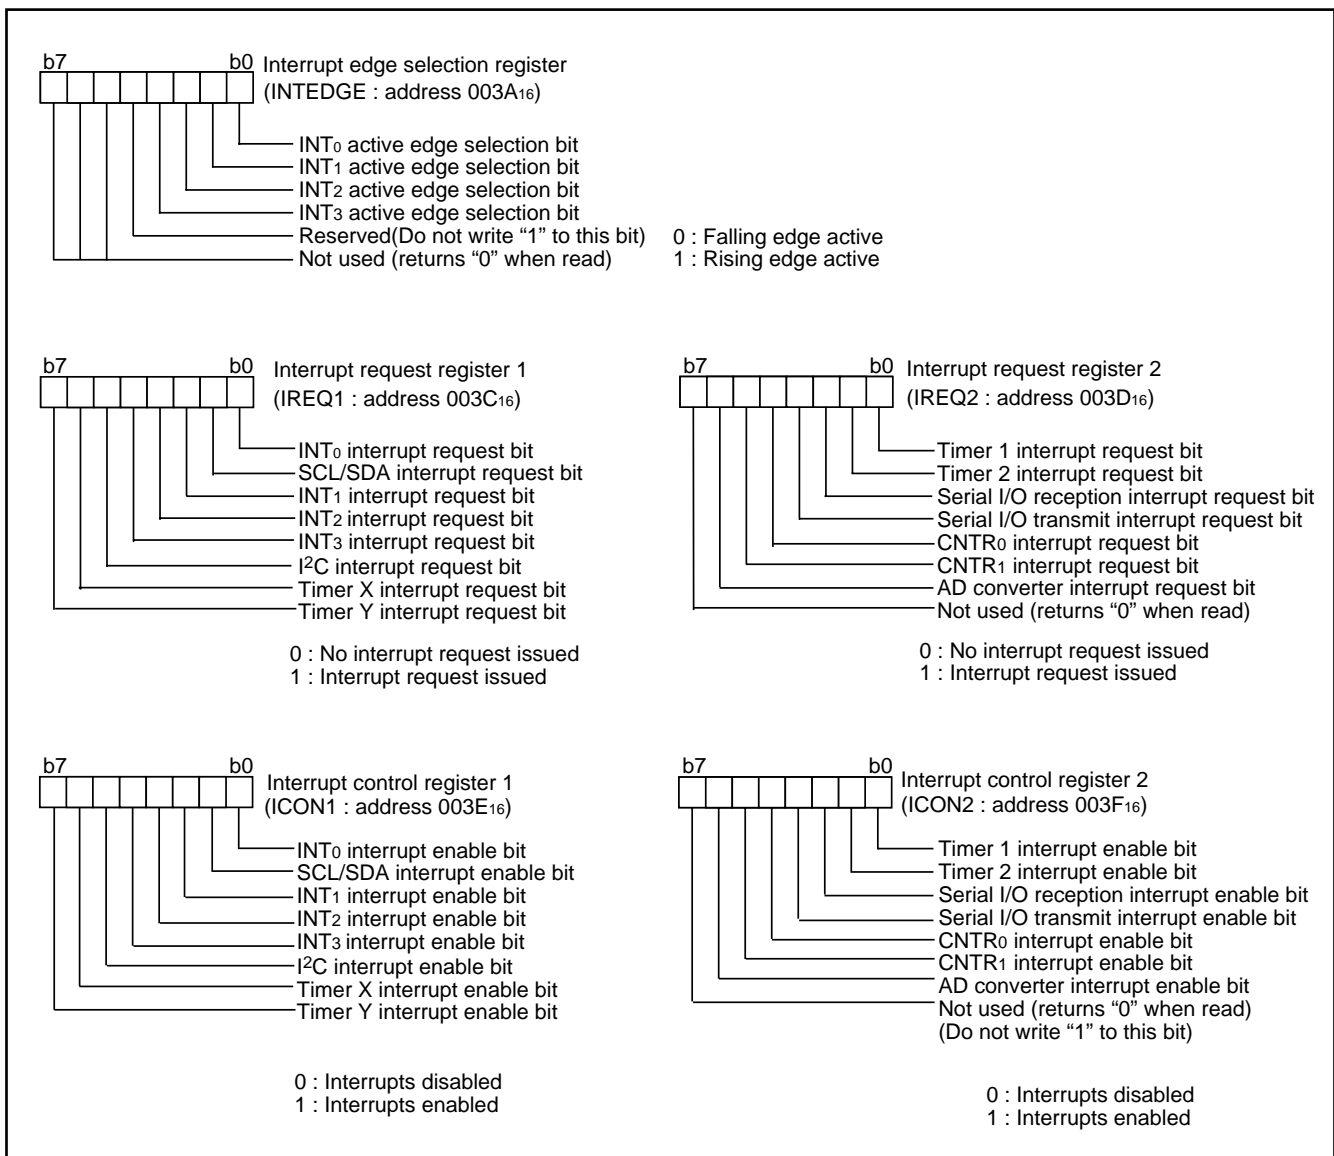 b7 b0 Interrupt edge selection register
(INTEDGE : address 003A16)
INT0 active edge selection bit
INT1 active edge selection bit
INT2 active edge selection bit
INT3 active edge selection bit
Reserved(Do not write “1” to this bit)
Not used (returns “0” when read)
0 : Falling edge active
1 : Rising edge active
b7 b0 Interrupt request register 1
(IREQ1 : address 003C16)
INT0 interrupt request bit
SCL/SDA interrupt request bit
INT1 interrupt request bit
INT2 interrupt request bit
INT3 interrupt request bit
I2C interrupt request bit
Timer X interrupt request bit
Timer Y interrupt request bit
0 : No interrupt request issued
1 : Interrupt request issued
b7 b0 Interrupt request register 2
(IREQ2 : address 003D16)
Timer 1 interrupt request bit
Timer 2 interrupt request bit
Serial I/O reception interrupt request bit
Serial I/O transmit interrupt request bit
CNTR0 interrupt request bit
CNTR1 interrupt request bit
AD converter interrupt request bit
Not used (returns “0” when read)
0 : No interrupt request issued
1 : Interrupt request issued
b7 b0 Interrupt control register 1
(ICON1 : address 003E16)
INT0 interrupt enable bit
SCL/SDA interrupt enable bit
INT1 interrupt enable bit
INT2 interrupt enable bit
INT3 interrupt enable bit
I2C interrupt enable bit
Timer X interrupt enable bit
Timer Y interrupt enable bit
0 : Interrupts disabled
1 : Interrupts enabled
b7 b0 Interrupt control register 2
(ICON2 : address 003F16)
Timer 1 interrupt enable bit
Timer 2 interrupt enable bit
Serial I/O reception interrupt enable bit
Serial I/O transmit interrupt enable bit
CNTR0 interrupt enable bit
CNTR1 interrupt enable bit
AD converter interrupt enable bit
Not used (returns “0” when read)
(Do not write “1” to this bit)
0 : Interrupts disabled
1 : Interrupts enabled